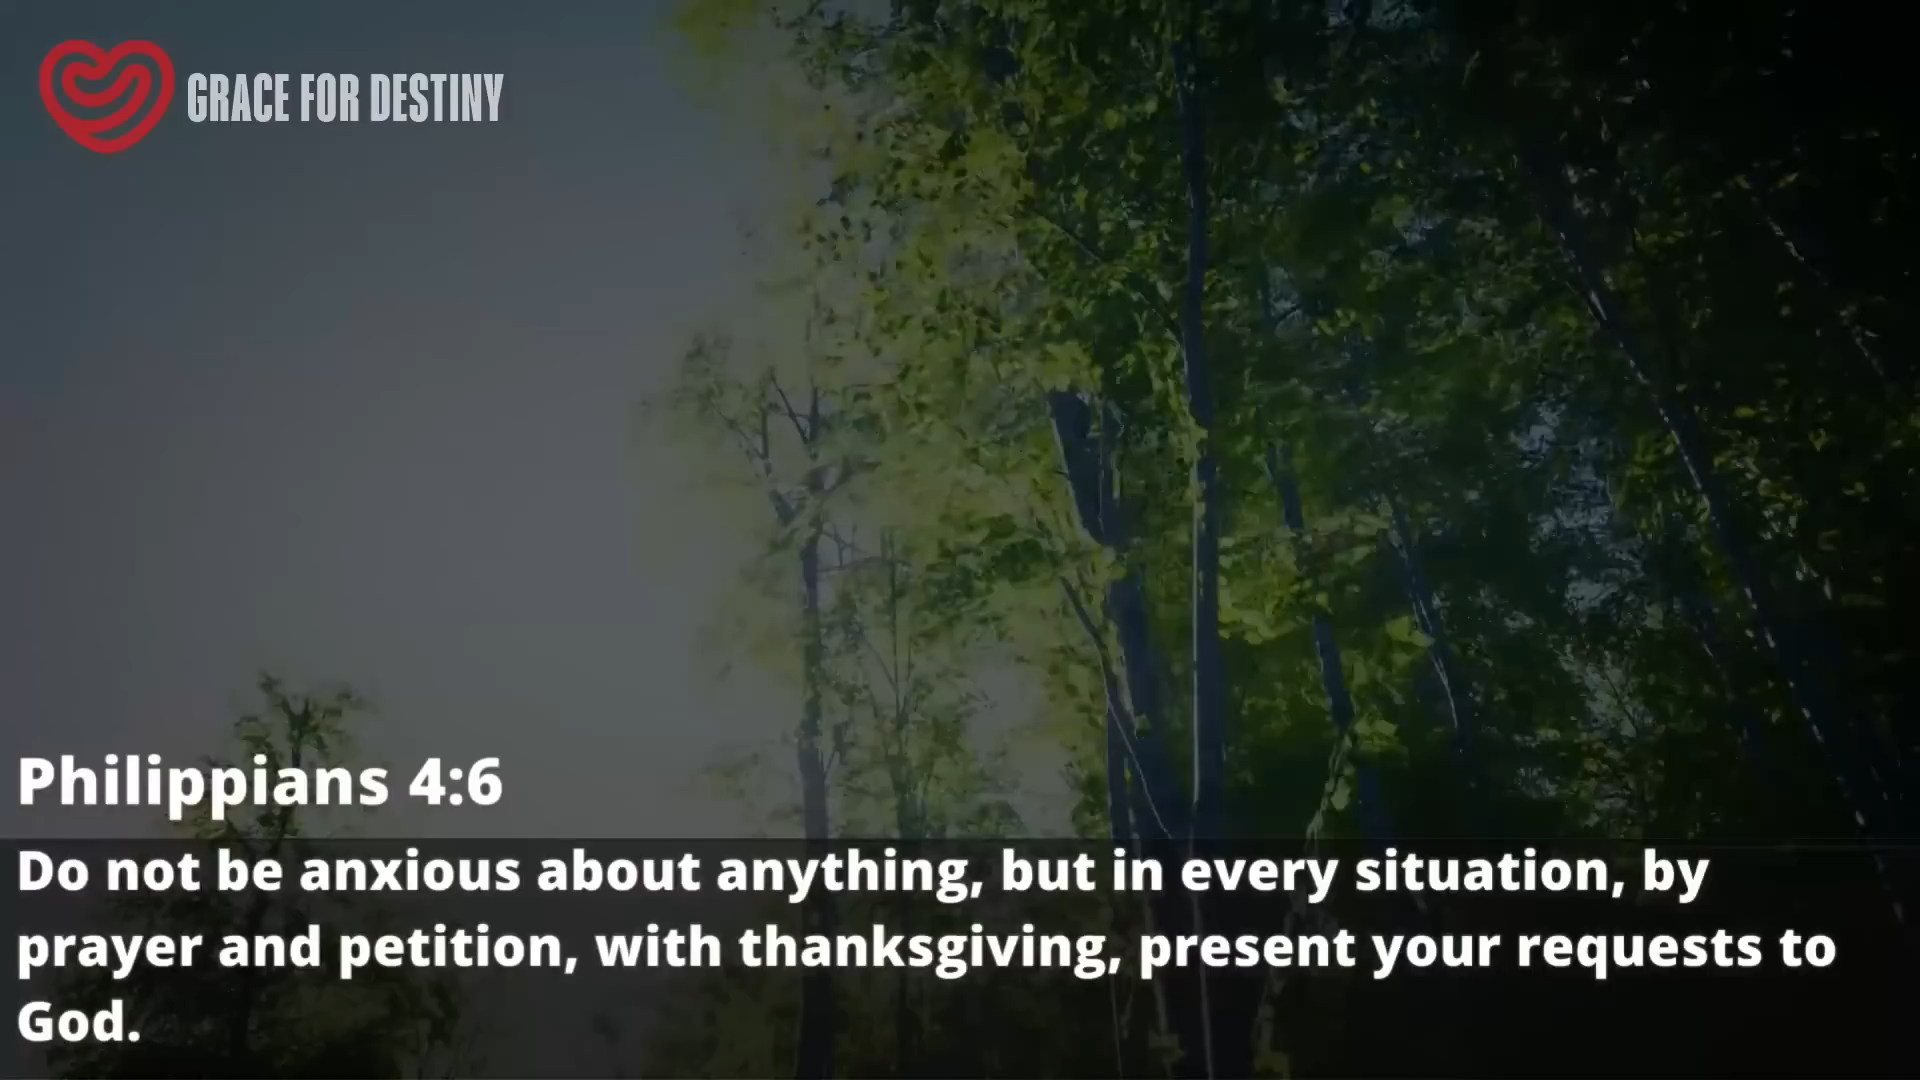 GRACE FOR DESTINY
Philippians 4:6
Do not be anxious about anything, but in every situation, by
prayer and petition, with thanksgiving, present your requests to
God.